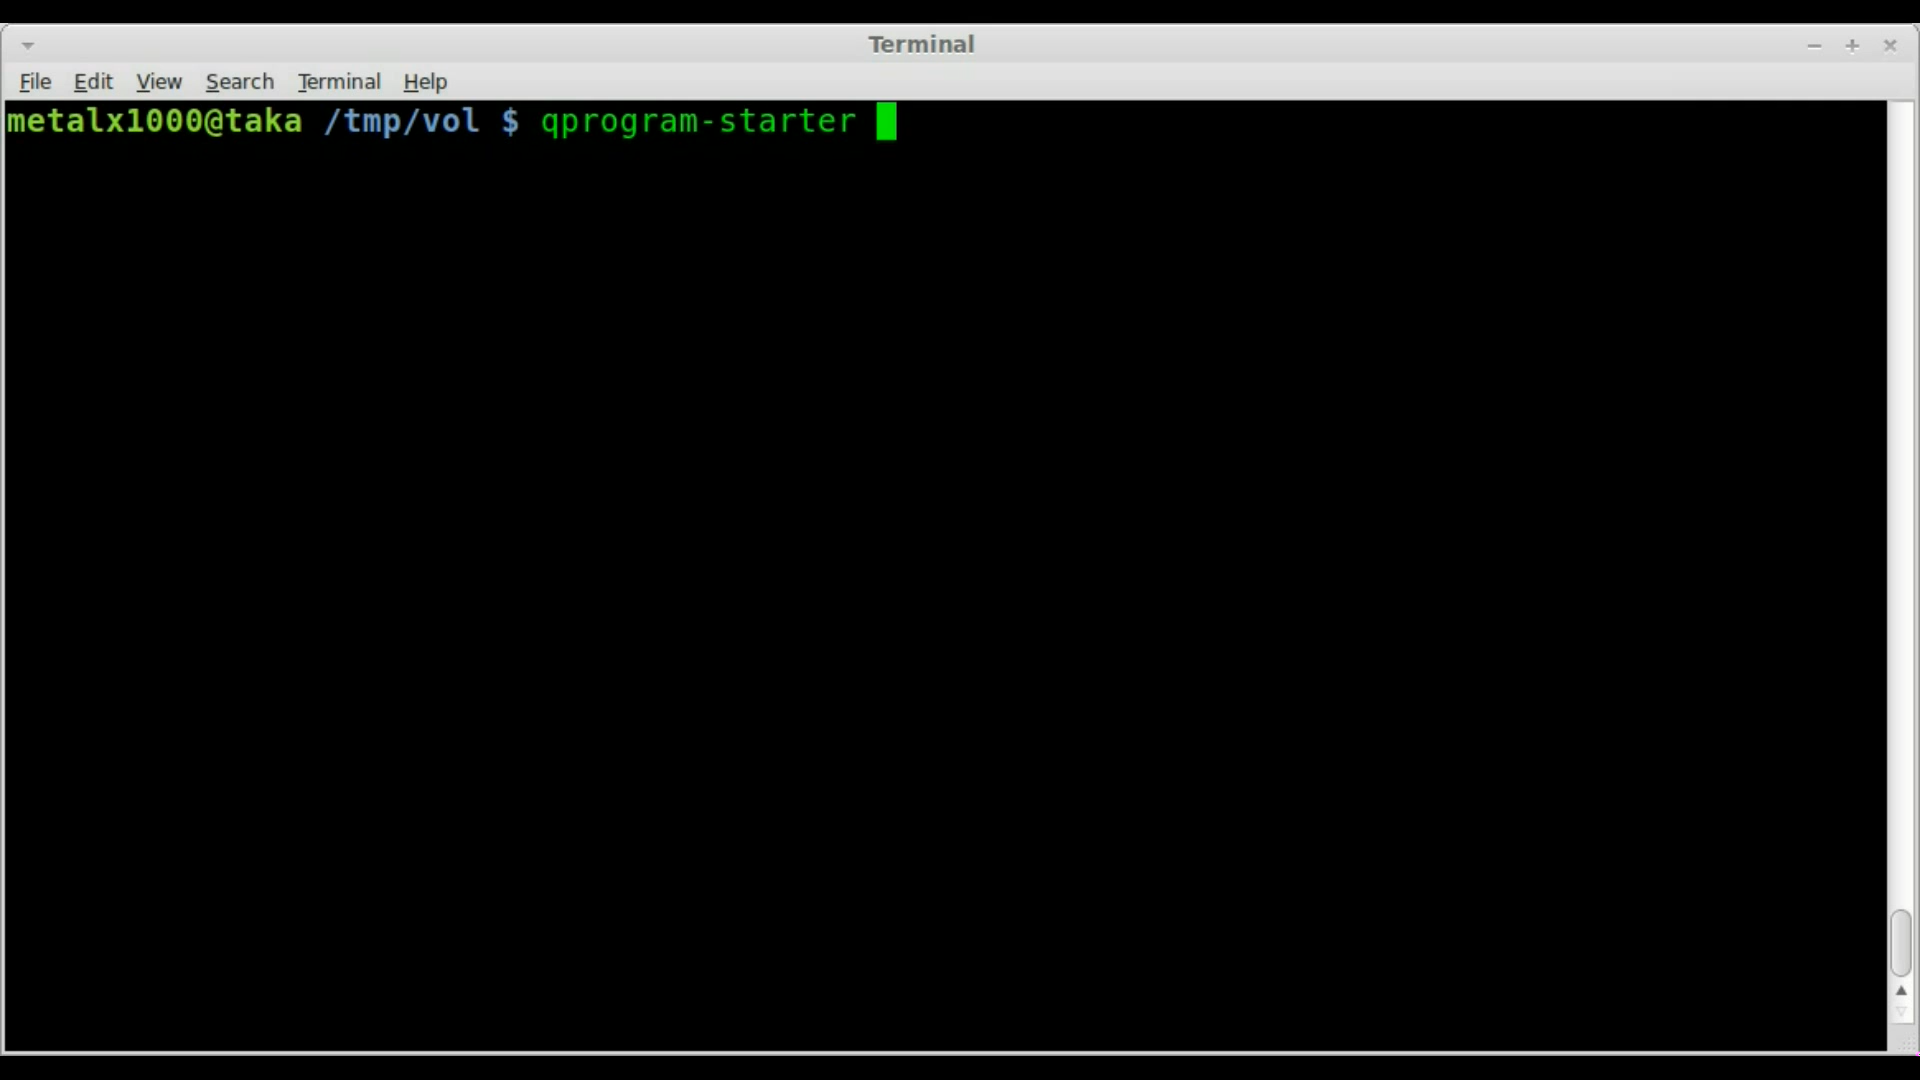 Terminal
File Edit View Search Terminal Help
metalx1000@taka /tmp/vol $ qprogram-starter